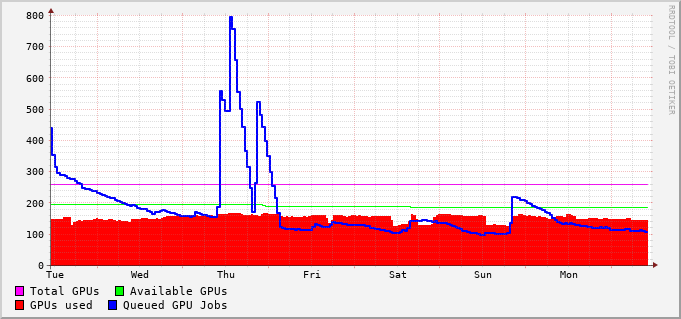 800
700
600
500
400
300
200
100
0
Tue Wed Thu Fri Sat Sun Mon
Total GPUs Available GPUs
GPUs used Queued GPU Jobs
RRDTOOL / TOBI OETIKER